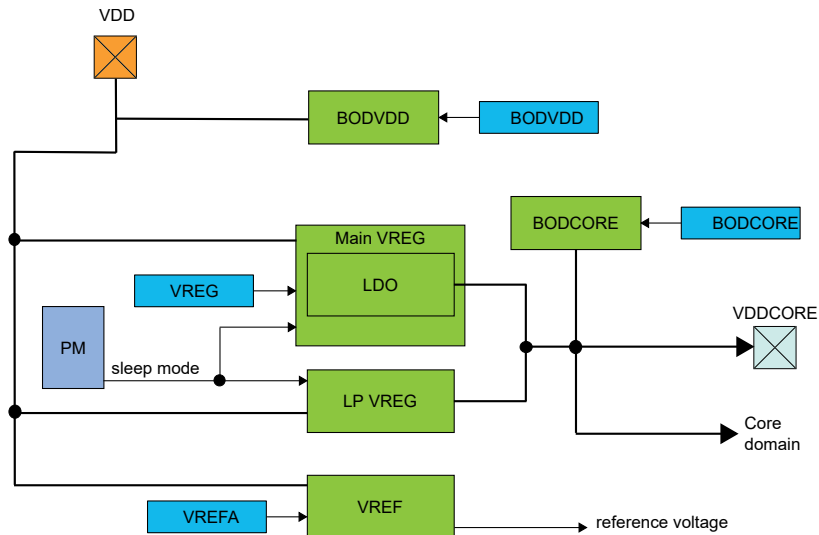 VDD
BODVDD
BODVDD
BODCORE
BODCORE
Main VREG
LDO
VREG
VDDCORE
PM
sleep mode
LP VREG
Core
domain
VREF
VREFA
reference voltage